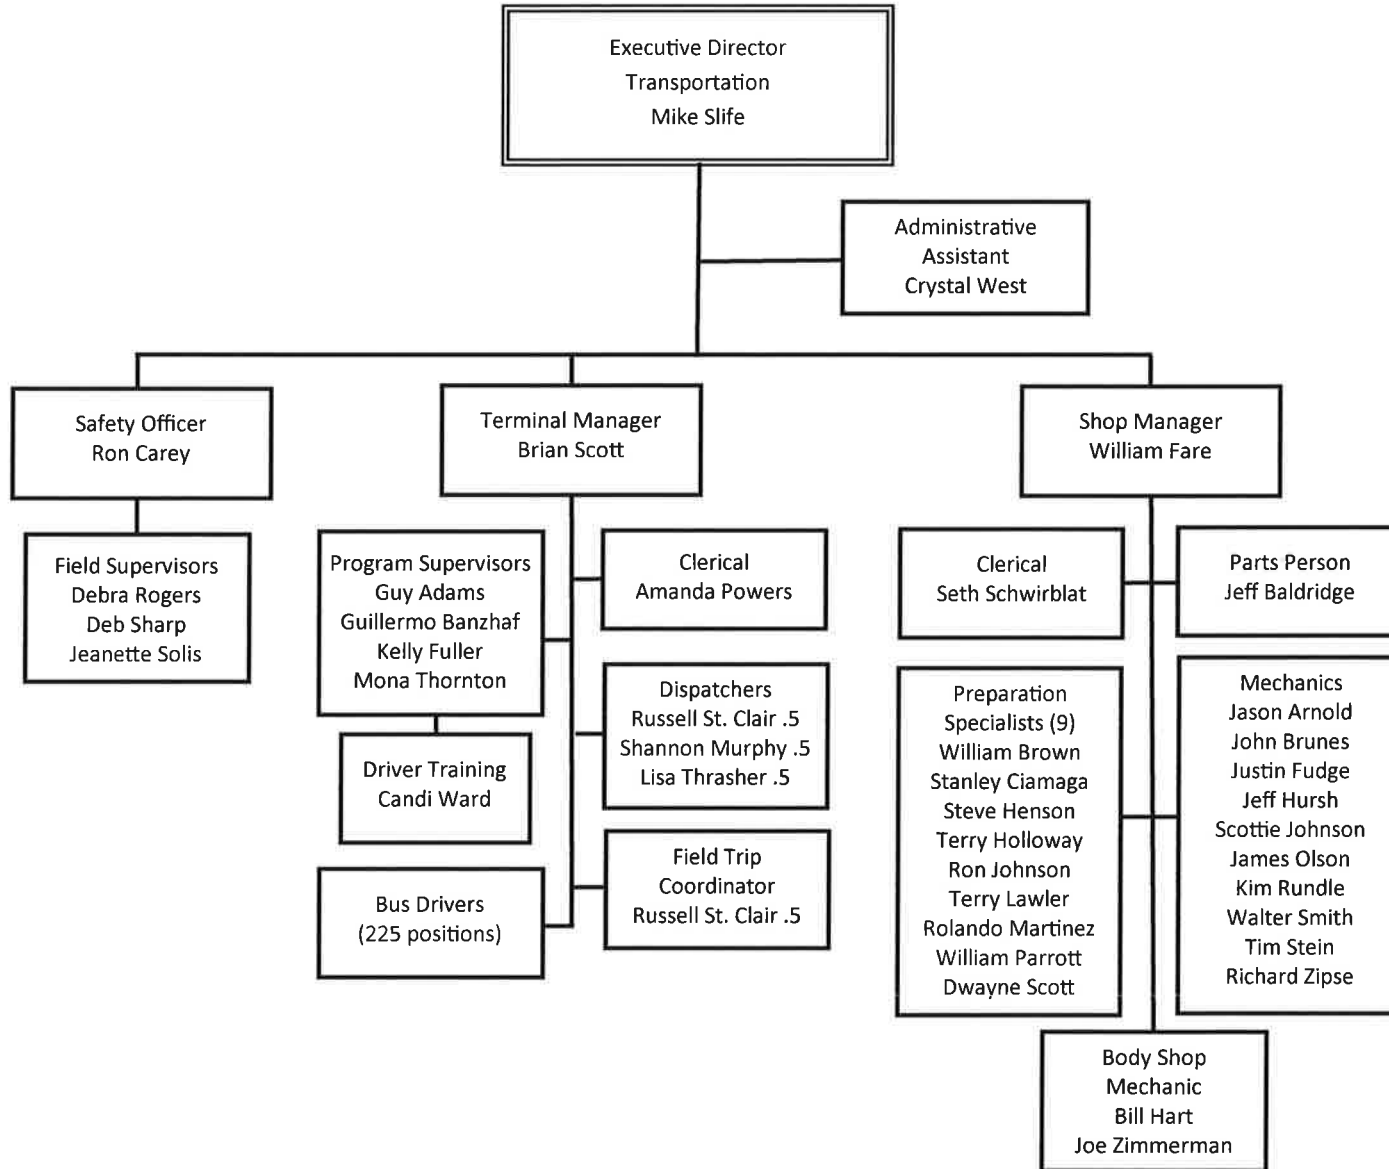 Executive Director
Transportation
Mike Slife
Administrative
Assistant
Crystal West
Safety Officer
Ron Carey
Terminal Manager
Brian Scott
Shop Manager
William Fare
Field Supervisors
Debra Rogers
Deb Sharp
Jeanette Solis
Program Supervisors
Guy Adams
Guillermo Banzhaf
Kelly Fuller
Mona Thornton
Driver Training
Candi Ward
Bus Drivers
(225 positions)
Clerical
Amanda Powers
Dispatchers
Russell St. Clair .5
Shannon Murphy .5
Lisa Thrasher .5
Field Trip
Coordinator
Russell St. Clair .5
Clerical
Seth Schwirblat
Parts Person
Jeff Baldridge
Preparation
Specialists (9)
William Brown
Stanley Ciamaga
Steve Henson
Terry Holloway
Ron Johnson
Terry Lawler
Rolando Martinez
William Parrott
Dwayne Scott
Mechanics
Jason Arnold
John Brunes
Justin Fudge
Jeff Hursh
Scottie Johnson
James Olson
Kim Rundle
Walter Smith
Tim Stein
Richard Zipse
Body Shop
Mechanic
Bill Hart
Joe Zimmerman